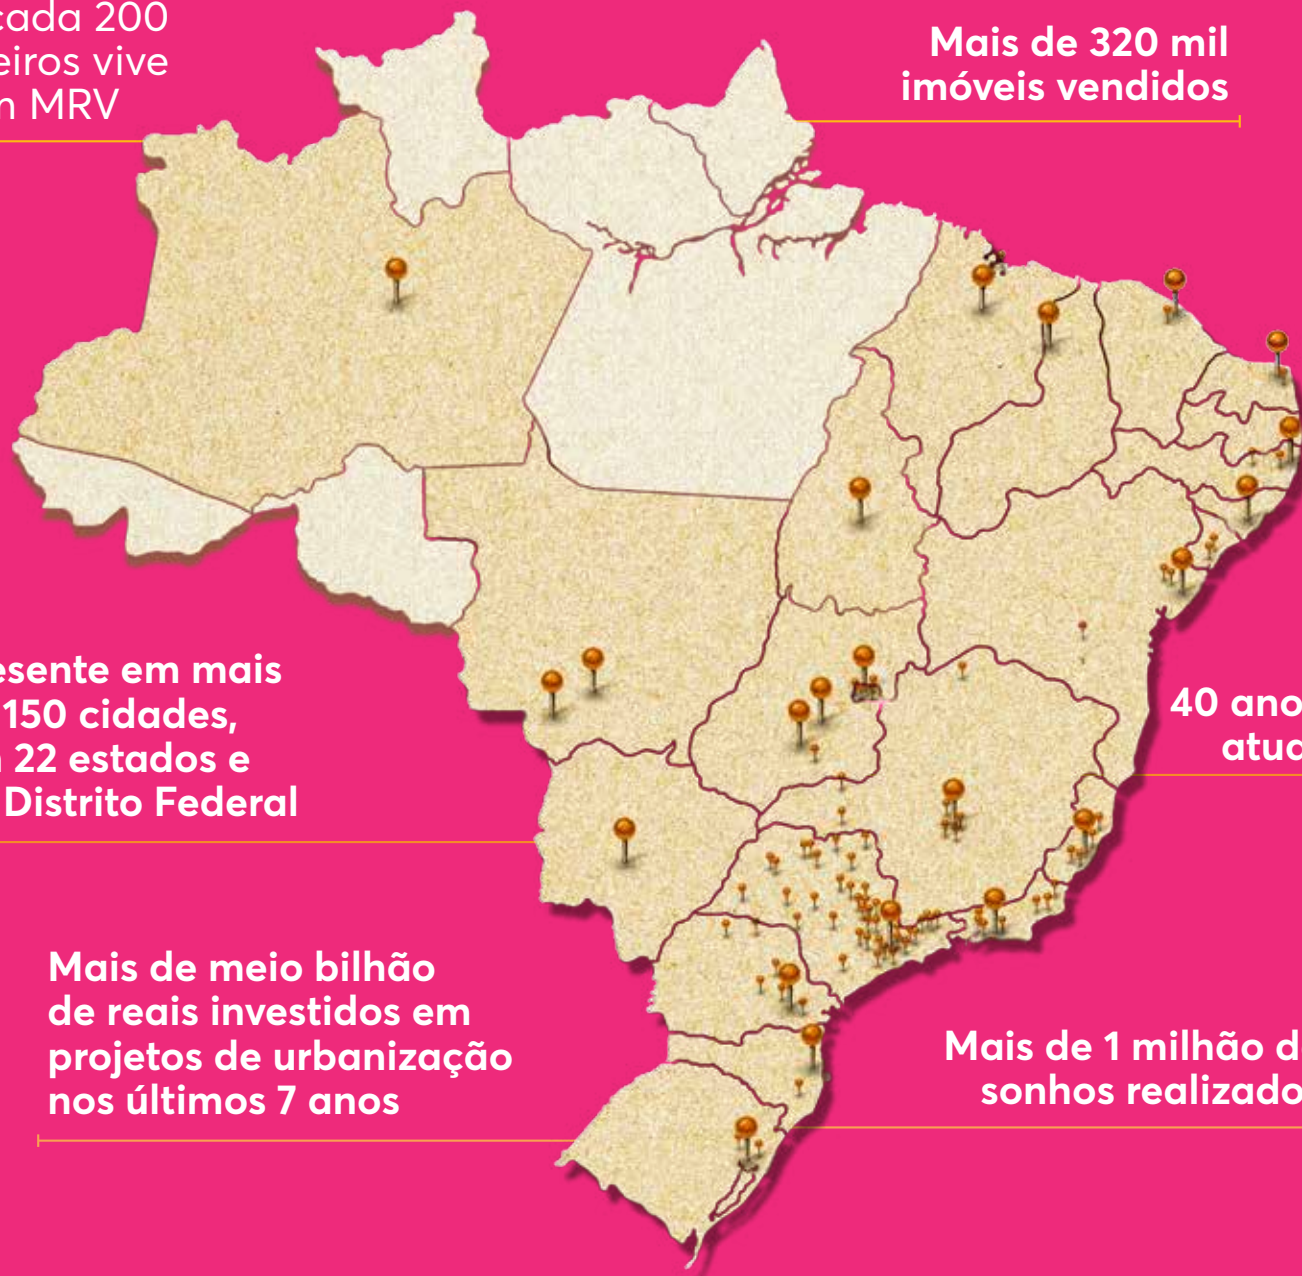 cada 200
eiros vive
MRV
Mais de 320 mil
imóveis vendidos
esente em mais
150 cidades,
22 estados e
Distrito Federal
40 ano
atua
Mais de meio bilhão
de reais investidos em
projetos de urbanização
nos últimos 7 anos
Mais de 1 milhão d
sonhos realizado